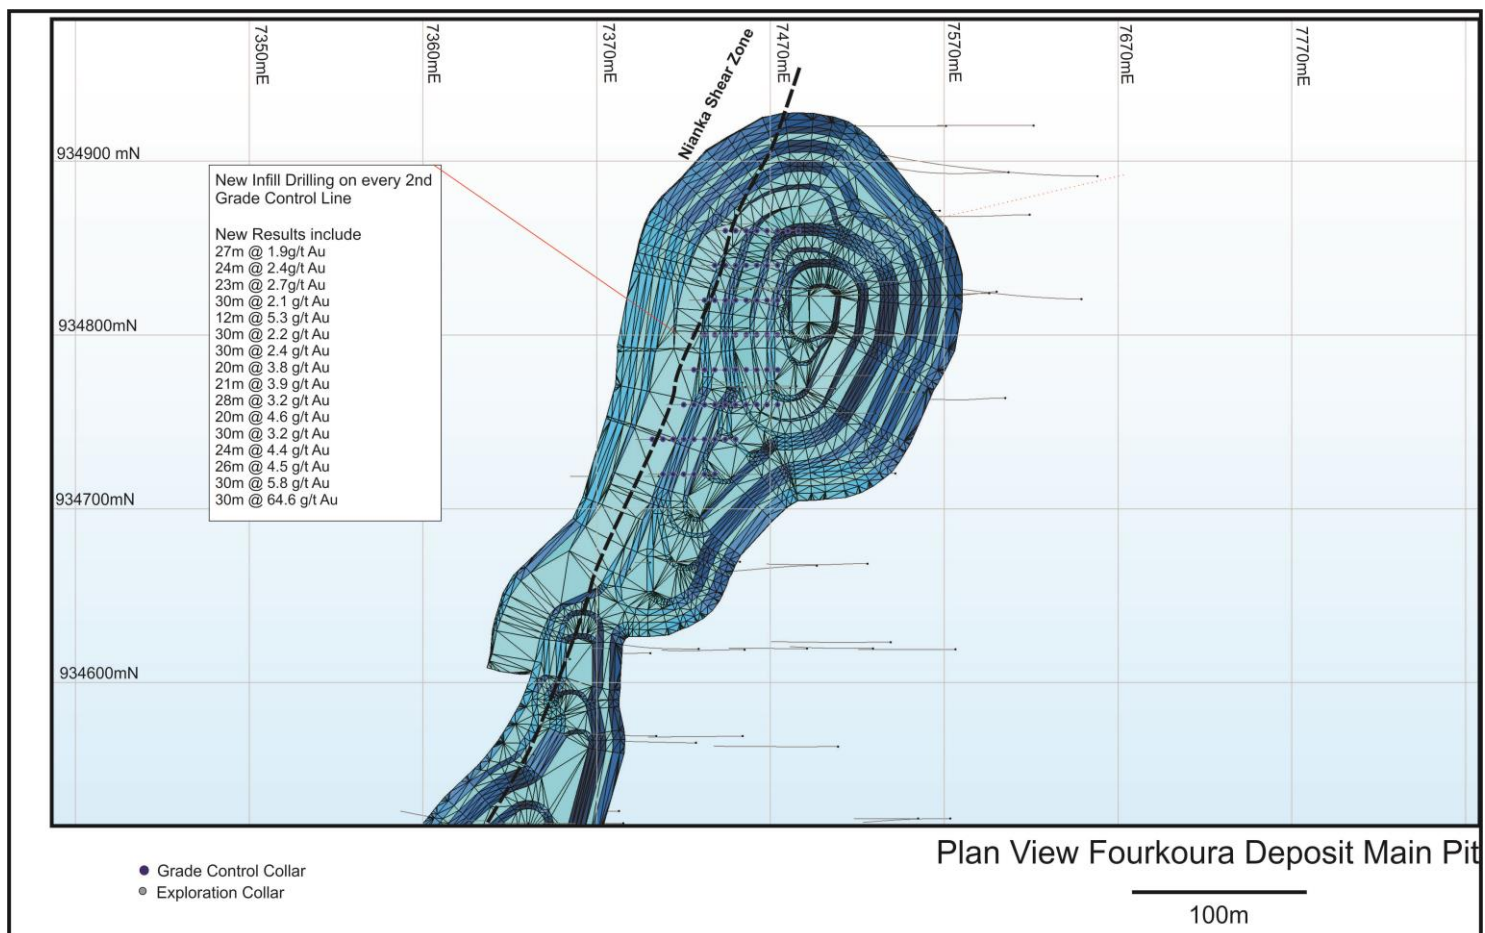 7350mE
7360mE
7370mE
7470mE
7570mE
7670mE
7770mE
Nianka Shear Zone
934900 mN
934800mN
934700mN
934600mN
New Infill Drilling on every 2nd
Grade Control Line
New Results include
27m @ 1.9g/t Au
24m @ 2.4g/t Au
23m @ 2.7g/t Au
30m @ 2.1 g/t Au
12m @ 5.3 g/t Au
30m @ 2.2 g/t Au
30m @ 2.4 g/t Au
20m @ 3.8 g/t Au
21m @ 3.9 g/t Au
28m @ 3.2 g/t Au
20m @ 4.6 g/t Au
30m @ 3.2 g/t Au
24m @ 4.4 g/t Au
26m @ 4.5 g/t Au
30m @ 5.8 g/t Au
30m @ 64.6 g/t Au
Grade Control Collar
Exploration Collar
Plan View Fourkoura Deposit Main Pit
100m